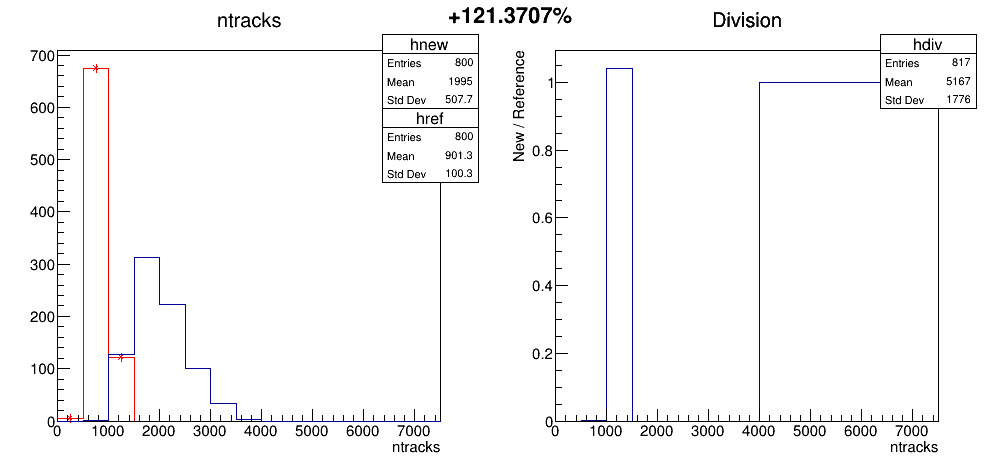 +121.3707%
ntracks
hnew
Entries 800
Mean 1995
Std Dev 507.7
href
Entries 800
Mean 901.3
Std Dev 100.3
700
600
500
400
300
200
100
0
0 1000 2000 3000 4000 5000 6000 7000
ntracks
Division
hdiv
Entries 817
Mean 5167
Std Dev 1776
New / Reference
1
0.8
0.6
0.4
0.2
0
0 1000 2000 3000 4000 5000 6000 7000
ntracks